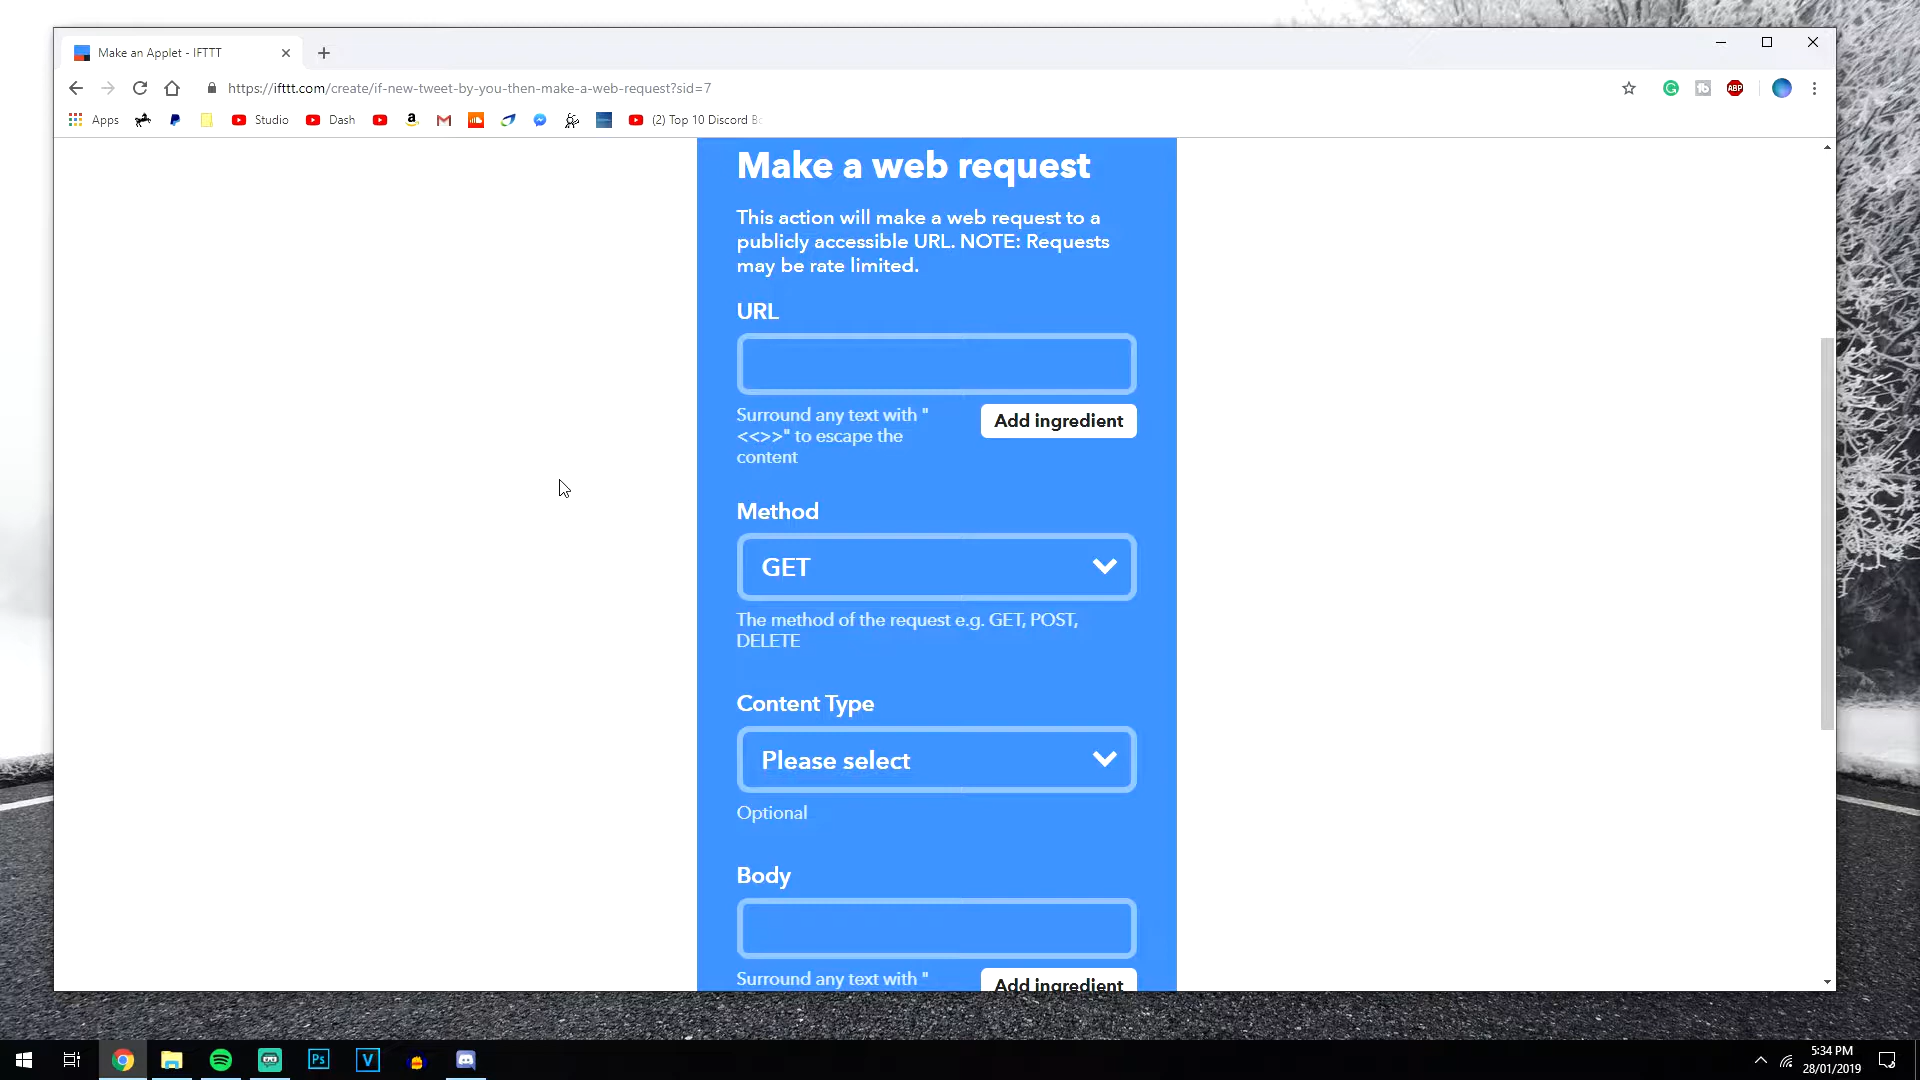 Make an Applet - IFTTT
https://ifttt.com/create/if-new-tweet-by-you-then-make-a-web-request?sid=7
ABP
Apps
Studio
Dash
(2) Top 10 Discord Bo
Make a web request
This action will make a web request to a
publicly accessible URL. NOTE: Requests
may be rate limited.
URL
Surround any text with "
<<>>" to escape the
content
Add ingredient
Method
GET
The method of the request e.g. GET, POST,
DELETE
Content Type
Please select
Optional
Body
Surround any text with "
Add ingredient
Ps
V
5:34 PM
28/01/2019